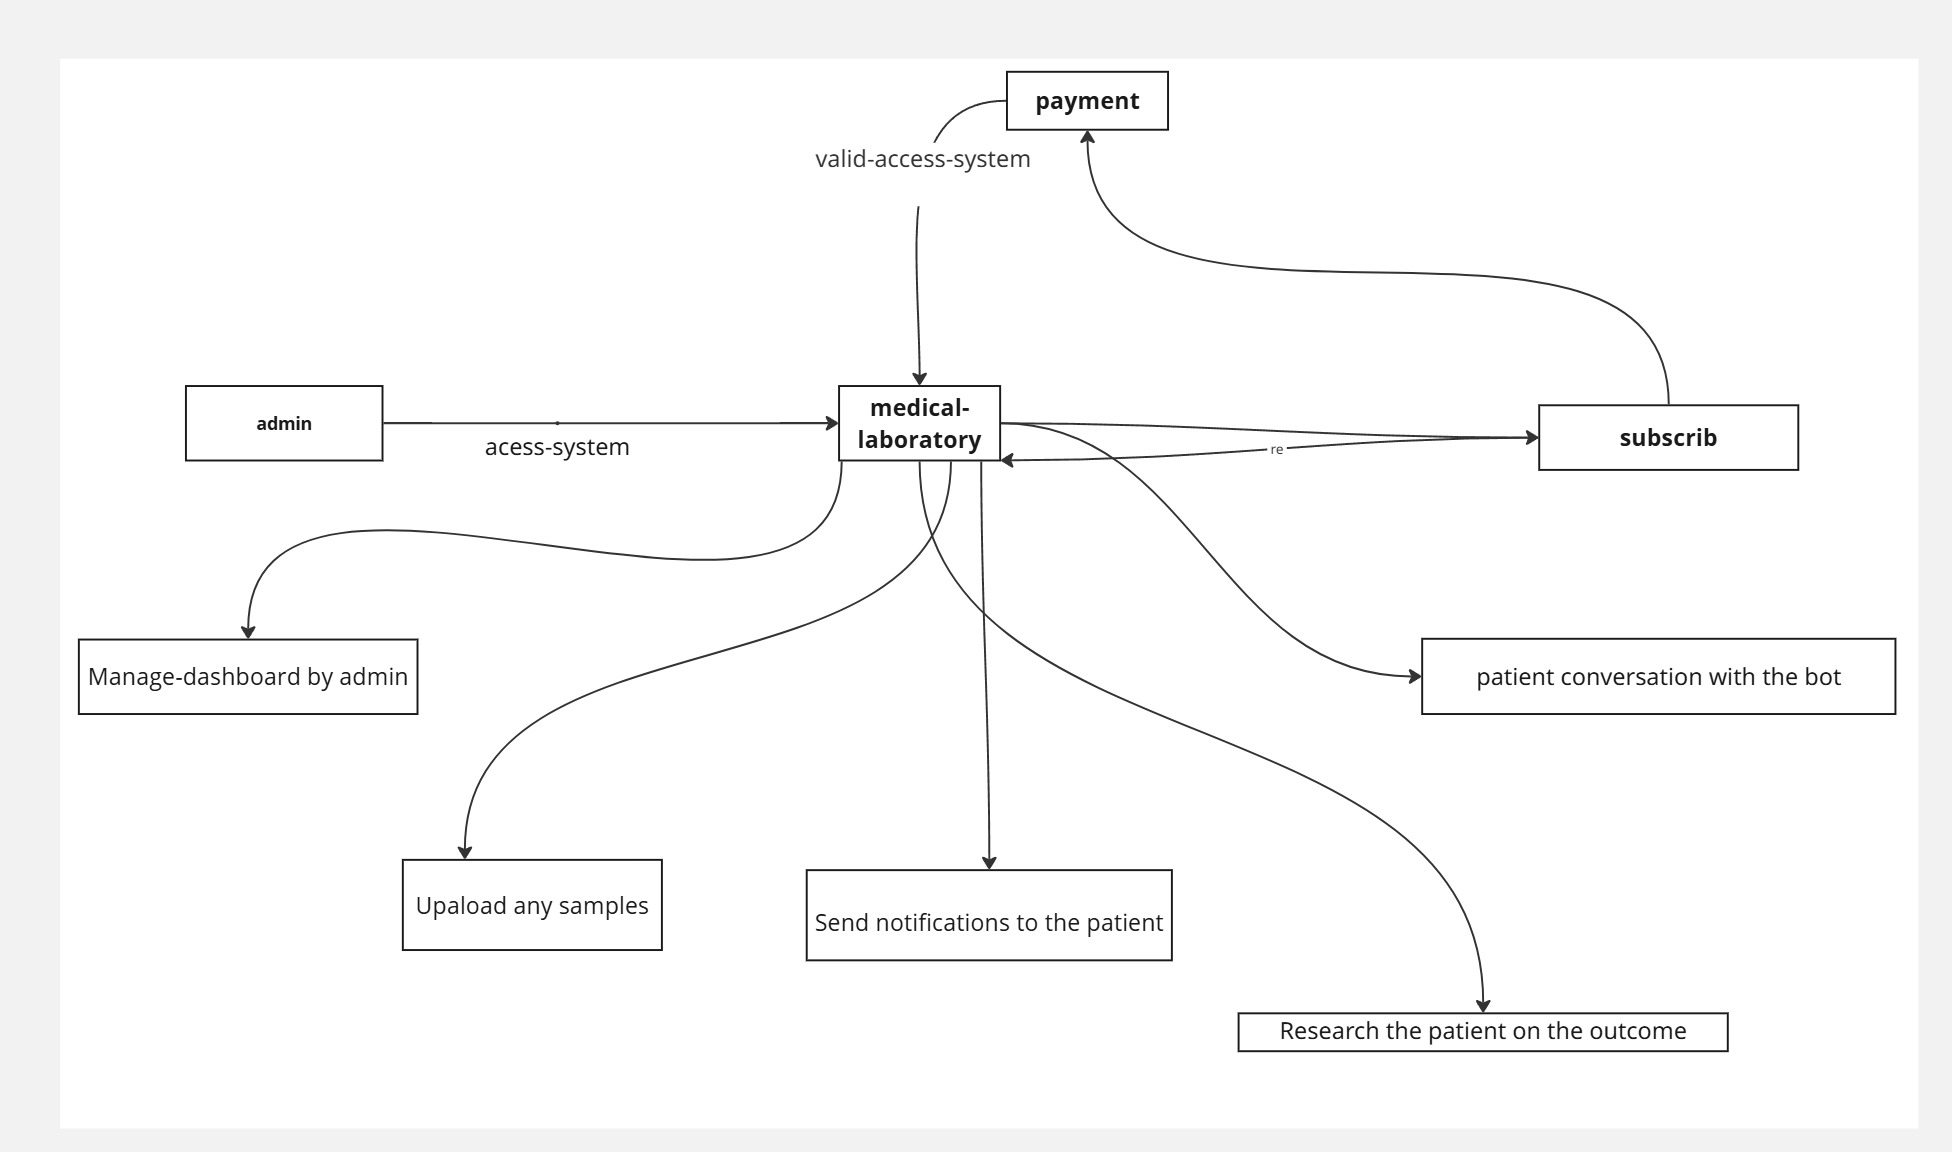 payment
valid-access-system
admin
medical-
laboratory
acess-system
re
subscrib
Manage-dashboard by admin
patient conversation with the bot
Upaload any samples
Send notifications to the patient
Research the patient on the outcome